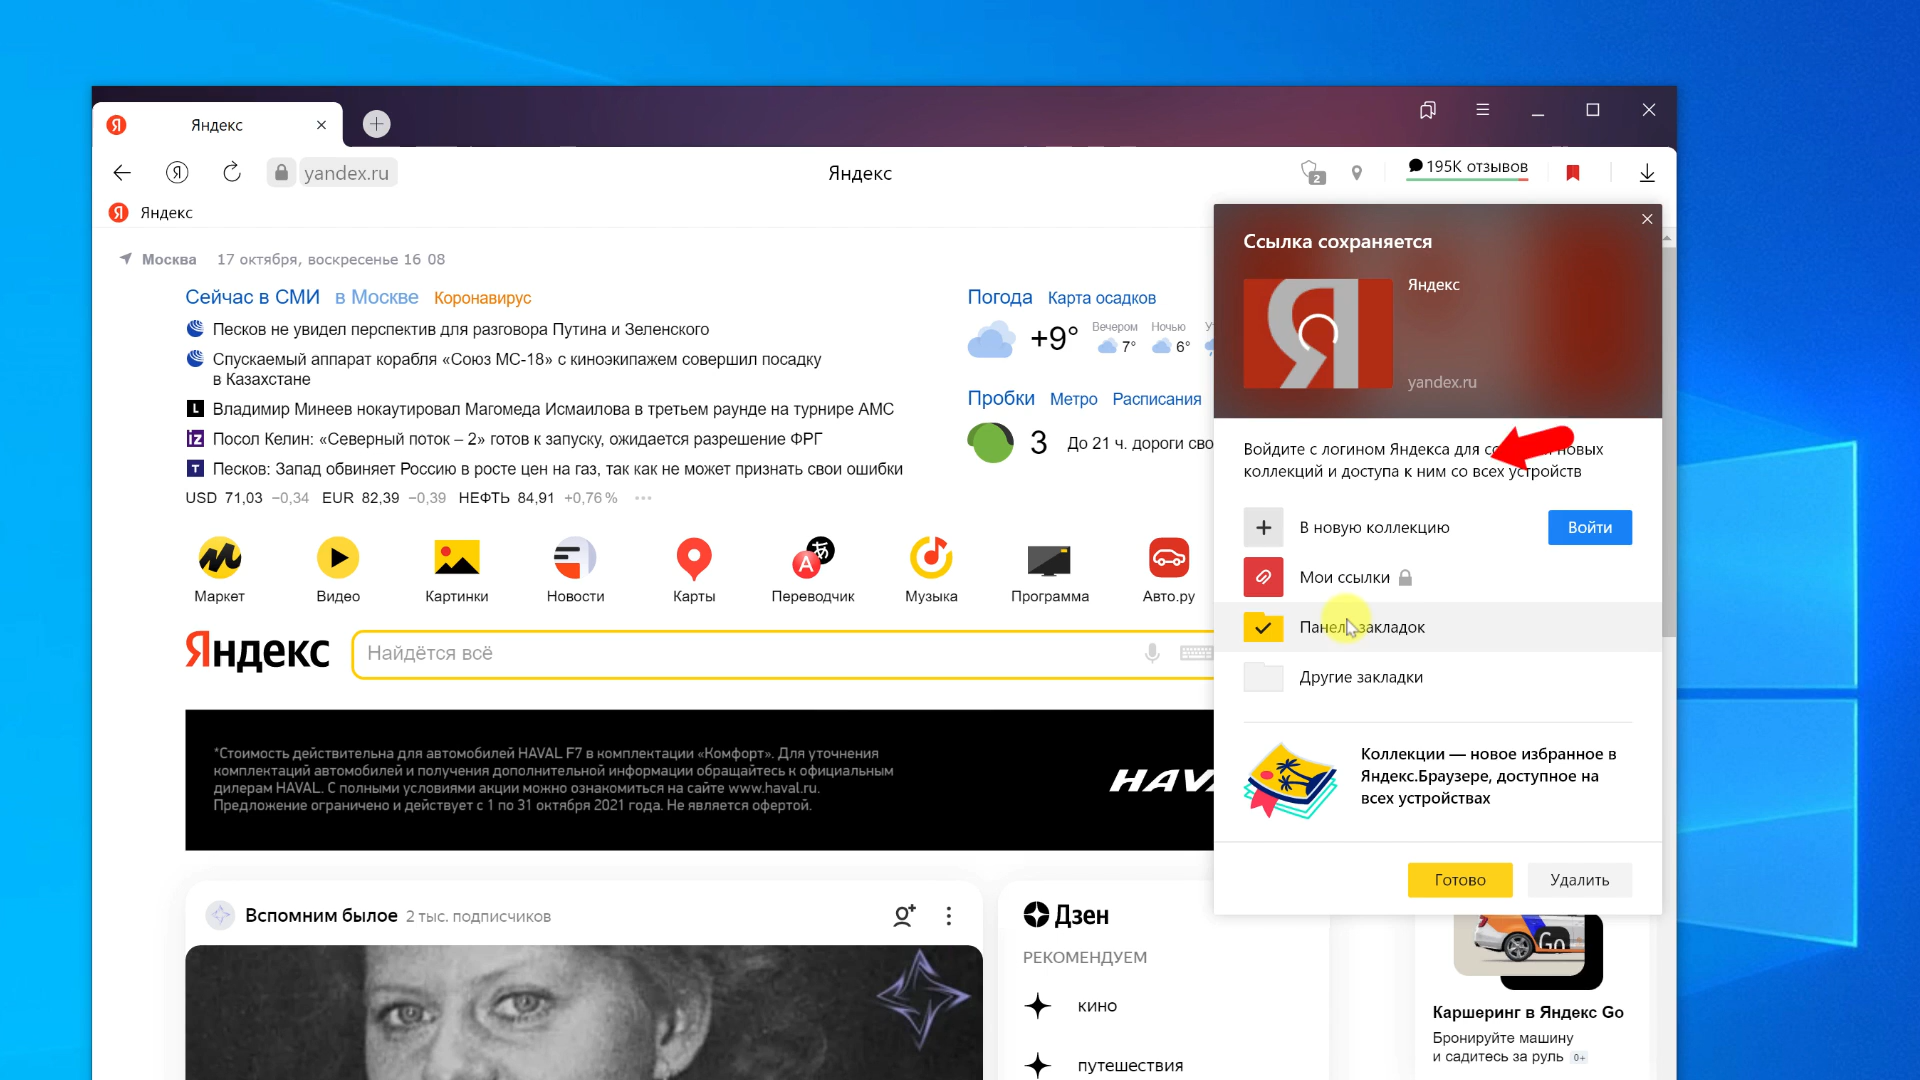 Яндекс
yandex.ru
Яндекс
2
195К отзывов
Яндекс
Москва 17 октября, воскресенье 16 08
Сейчас в СМИ в Москве Коронавирус
Песков не увидел перспектив для разговора Путина и Зеленского
Спускаемый аппарат корабля «Союз МС-18» с киноэкипажем совершил посадку
в Казахстане
Владимир Минеев нокаутировал Магомеда Исмаилова в третьем раунде на турнире АМС
Посол Келин: «Северный поток – 2» готов к запуску, ожидается разрешение ФРГ
Песков: Запад обвиняет Россию в росте цен на газ, так как не может признать свои ошибки
USD 71,03 −0,34 EUR 82,39 −0,39 НЕФТЬ 84,91 +0,76 % •••
Погода Карта осадков
+9° Вечером 7° Ночью 6°
Пробки Метро Расписания
3 До 21 ч. дороги сво
Маркет
Видео
Картинки
Новости
Карты
Переводчик
Музыка
Программа
Авто.ру
Яндекс
Найдётся всё
*Стоимость действительна для автомобилей HAVAL F7 в комплектации «Комфорт». Для уточнения
комплектаций автомобилей и получения дополнительной информации обращайтесь к официальным
дилерам HAVAL. С полными условиями акции можно ознакомиться на сайте www.haval.ru.
Предложение ограничено и действует с 1 по 31 октября 2021 года. Не является офертой.
HAVA
Вспомним былое 2 тыс. подписчиков
Дзен
РЕКОМЕНДУЕМ
кино
путешествия
Ссылка сохраняется
Яндекс
Я
yandex.ru
Войдите с логином Яндекса для новых
коллекций и доступа к ним со всех устройств
В новую коллекцию
Войти
Мои ссылки
Панель закладок
Другие закладки
Коллекции — новое избранное в
Яндекс.Браузере, доступное на
всех устройствах
Готово
Удалить
Go
Каршеринг в Яндекс Go
Бронируйте машину
и садитесь за руль 0+